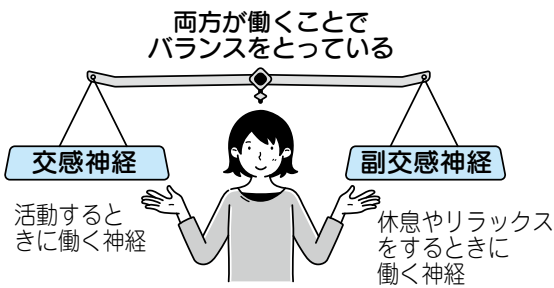 両方が働くことで
バランスをとっている
交感神経
副交感神経
活動すると
きに働く神経
休息やリラックス
をするときに
働く神経